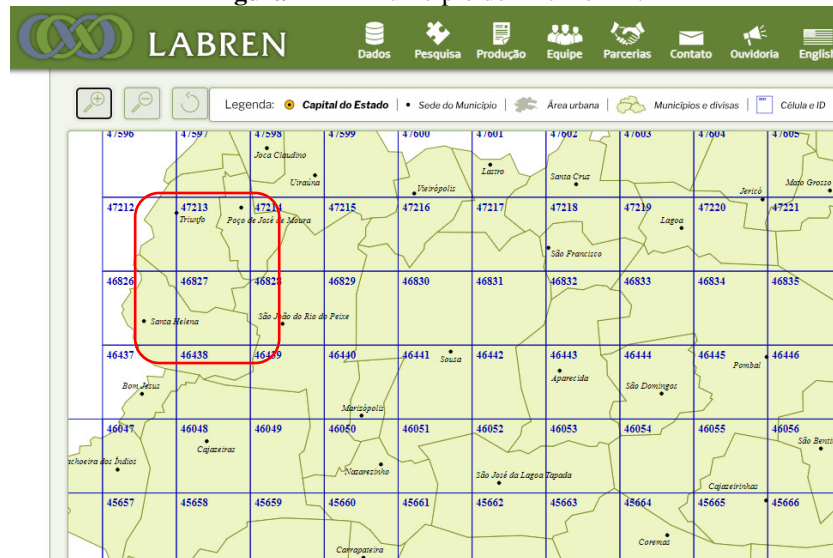 LABREN
Dados Pesquisa Produção Equipe Parcerias Contato Ouvidoria English
Legenda: Capital do Estado | Sede do Município | Área urbana | Municípios e divisas | Célula e ID
47596 47597 47598 47599 47600 47601 47602 47603 47604 47605
Joca Claudino
Lastro
Santa Cruz
Uiraúna
Vieirópolis
Jericó
Mato Grosso
47212 47213 47214 47215 47216 47217 47218 47219 47220 47221
Triunfo
Poço de José de Moura
Lagoa
São Francisco
46826 46827 46828 46829 46830 46831 46832 46833 46834 46835
Santa Helena
São João do Rio do Peixe
46437 46438 46439 46440 46441 46442 46443 46444 46445 46446
Sousa
Pombal
Bom Jesus
Aparecida
São Domingos
Marizópolis
46047 46048 46049 46050 46051 46052 46053 46054 46055 46056
Cajazeiras
São Benti
choeira dos Índios
Nazarezinho
São José da Lagoa Tapada
Cajazeirinhas
45657 45658 45659 45660 45661 45662 45663 45664 45665 45666
Coremas
Carrapateira